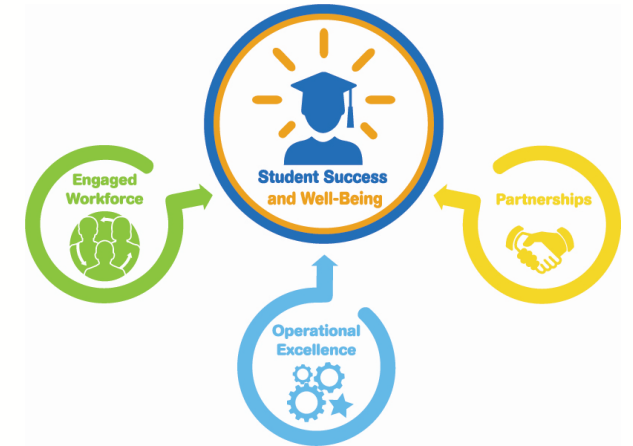 Student Success
and Well-Being
Engaged
Workforce
Partnerships
Operational
Excellence